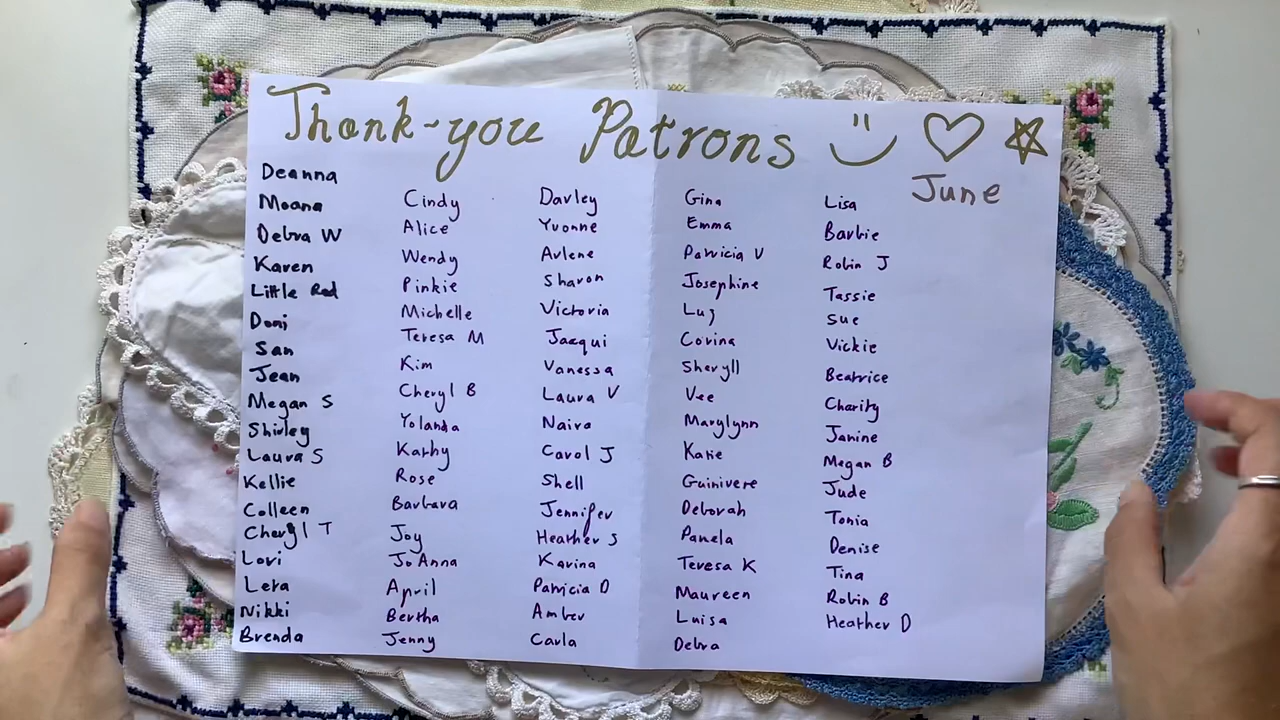 Thank-you Patrons
June
Deanna
Moana
Debra W
Karen
Little Red
Doni
San
Jean
Megan S
Shirley
Laura S
Kellie
Colleen
Cheryl T
Lori
Lera
Nikki
Brenda
Cindy
Alice
Wendy
Pinkie
Michelle
Teresa M
Kim
Cheryl B
Yolanda
Kathy
Rose
Barbara
Joy
JoAnna
April
Bertha
Jenny
Darley
Yvonne
Arlene
Sharon
Victoria
Jacqui
Vanessa
Laura V
Naira
Carol J
Shell
Jennifer
Heather S
Karina
Patricia D
Amber
Carla
Gina
Emma
Patricia V
Josephine
Luz
Corina
Sheryll
Vee
Marylynn
Katie
Guinivere
Deborah
Pamela
Teresa K
Maureen
Luisa
Debra
Lisa
Barbie
Robin J
Tassie
Sue
Vickie
Beatrice
Charity
Janine
Megan B
Jude
Tonia
Denise
Tina
Robin B
Heather D